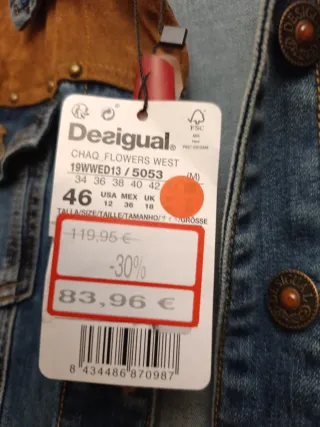 Desigual®
CHAQ_FLOWERS WEST
19WWED13 / 5053 (M)
34 36 38 40 42
46 USA MEX UK
12 36 18
TALLA/SIZE/TAILLE/TAMANHO/
119,95 €
-30%
83,96 €
8 434486 870987
FSC